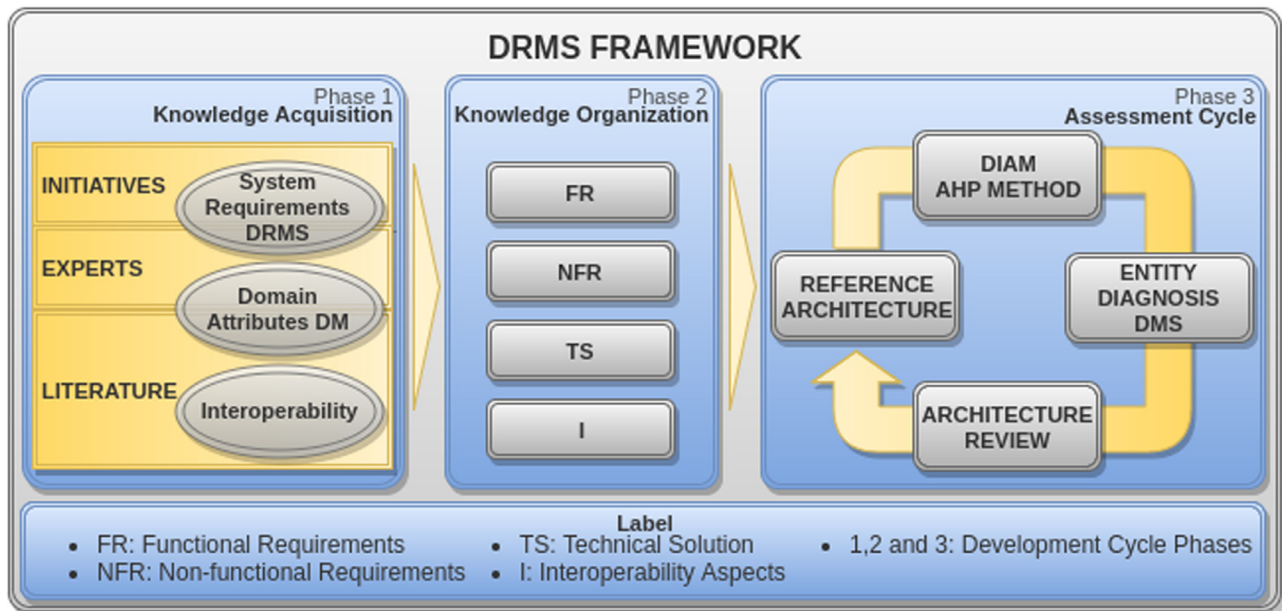 DRMS FRAMEWORK
Phase 1
Knowledge Acquisition
INITIATIVES
System
Requirements
DRMS
EXPERTS
Domain
Attributes DM
LITERATURE
Interoperability
Phase 2
Knowledge Organization
FR
NFR
TS
I
Phase 3
Assessment Cycle
DIAM
AHP METHOD
REFERENCE
ARCHITECTURE
ENTITY
DIAGNOSIS
DMS
ARCHITECTURE
REVIEW
Label
• FR: Functional Requirements
• NFR: Non-functional Requirements
• TS: Technical Solution
• I: Interoperability Aspects
• 1,2 and 3: Development Cycle Phases